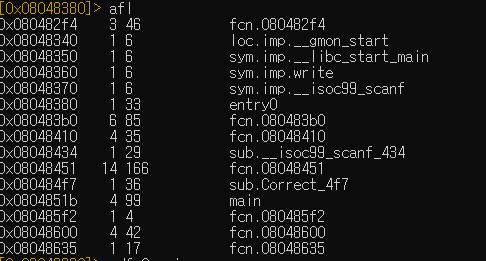 [0x08048380]> afl
0x080482f4 3 46 fcn.080482f4
0x08048340 1 6 loc.imp.__gmon_start
0x08048350 1 6 sym.imp.__libc_start_main
0x08048360 1 6 sym.imp.write
0x08048370 1 6 sym.imp.__isoc99_scanf
0x08048380 1 33 entry0
0x080483b0 6 85 fcn.080483b0
0x08048410 4 35 fcn.08048410
0x08048434 1 29 sub.__isoc99_scanf_434
0x08048451 14 166 fcn.08048451
0x080484f7 1 36 sub.Correct_4f7
0x0804851b 4 99 main
0x080485f2 1 4 fcn.080485f2
0x08048600 4 42 fcn.08048600
0x08048635 1 17 fcn.08048635